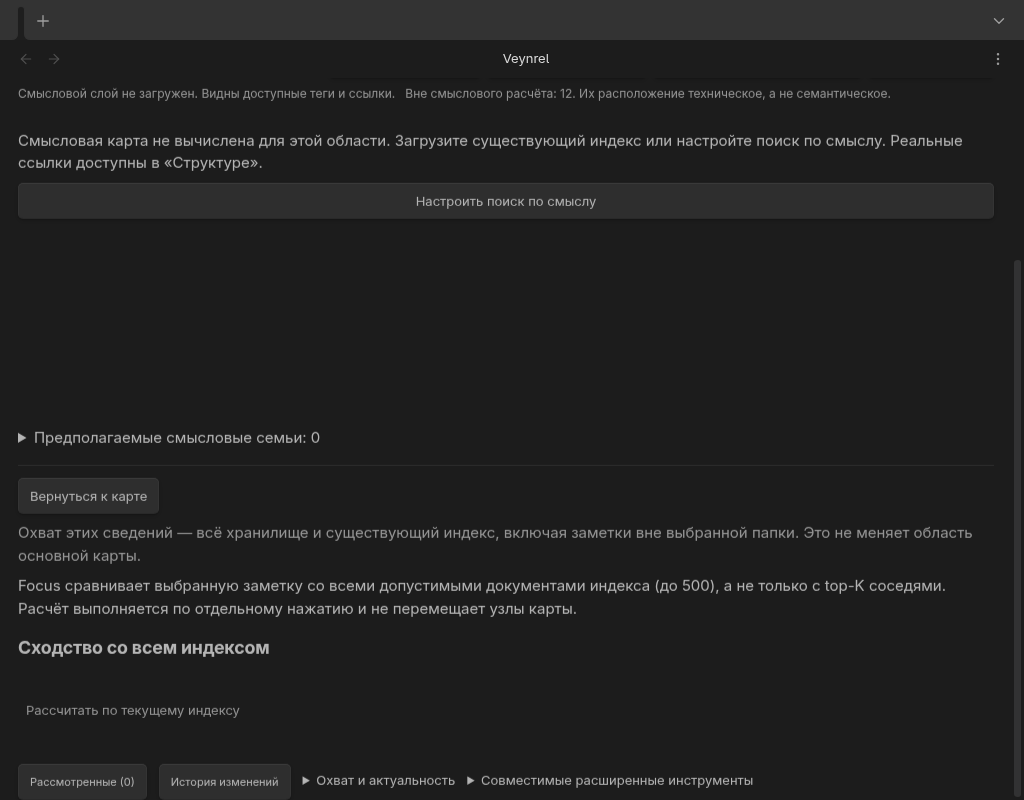 Veynrel
Смысловой слой не загружен. Видны доступные теги и ссылки. Вне смыслового расчёта: 12. Их расположение техническое, а не семантическое.
Смысловая карта не вычислена для этой области. Загрузите существующий индекс или настройте поиск по смыслу. Реальные
ссылки доступны в «Структуре».
Настроить поиск по смыслу
Предполагаемые смысловые семьи: 0
Вернуться к карте
Охват этих сведений — всё хранилище и существующий индекс, включая заметки вне выбранной папки. Это не меняет область
основной карты.
Focus сравнивает выбранную заметку со всеми допустимыми документами индекса (до 500), а не только с top-K соседями.
Расчёт выполняется по отдельному нажатию и не перемещает узлы карты.
Сходство со всем индексом
Рассчитать по текущему индексу
Рассмотренные (0) История изменений Охват и актуальность Совместимые расширенные инструменты